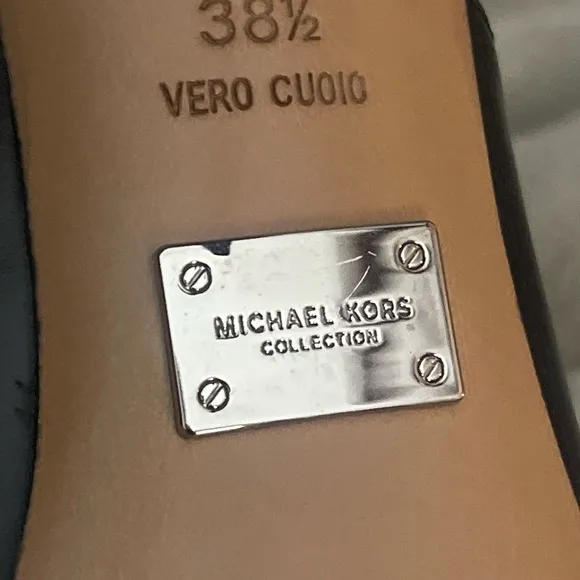 38½
VERO CUOIO
MICHAEL KORS
COLLECTION